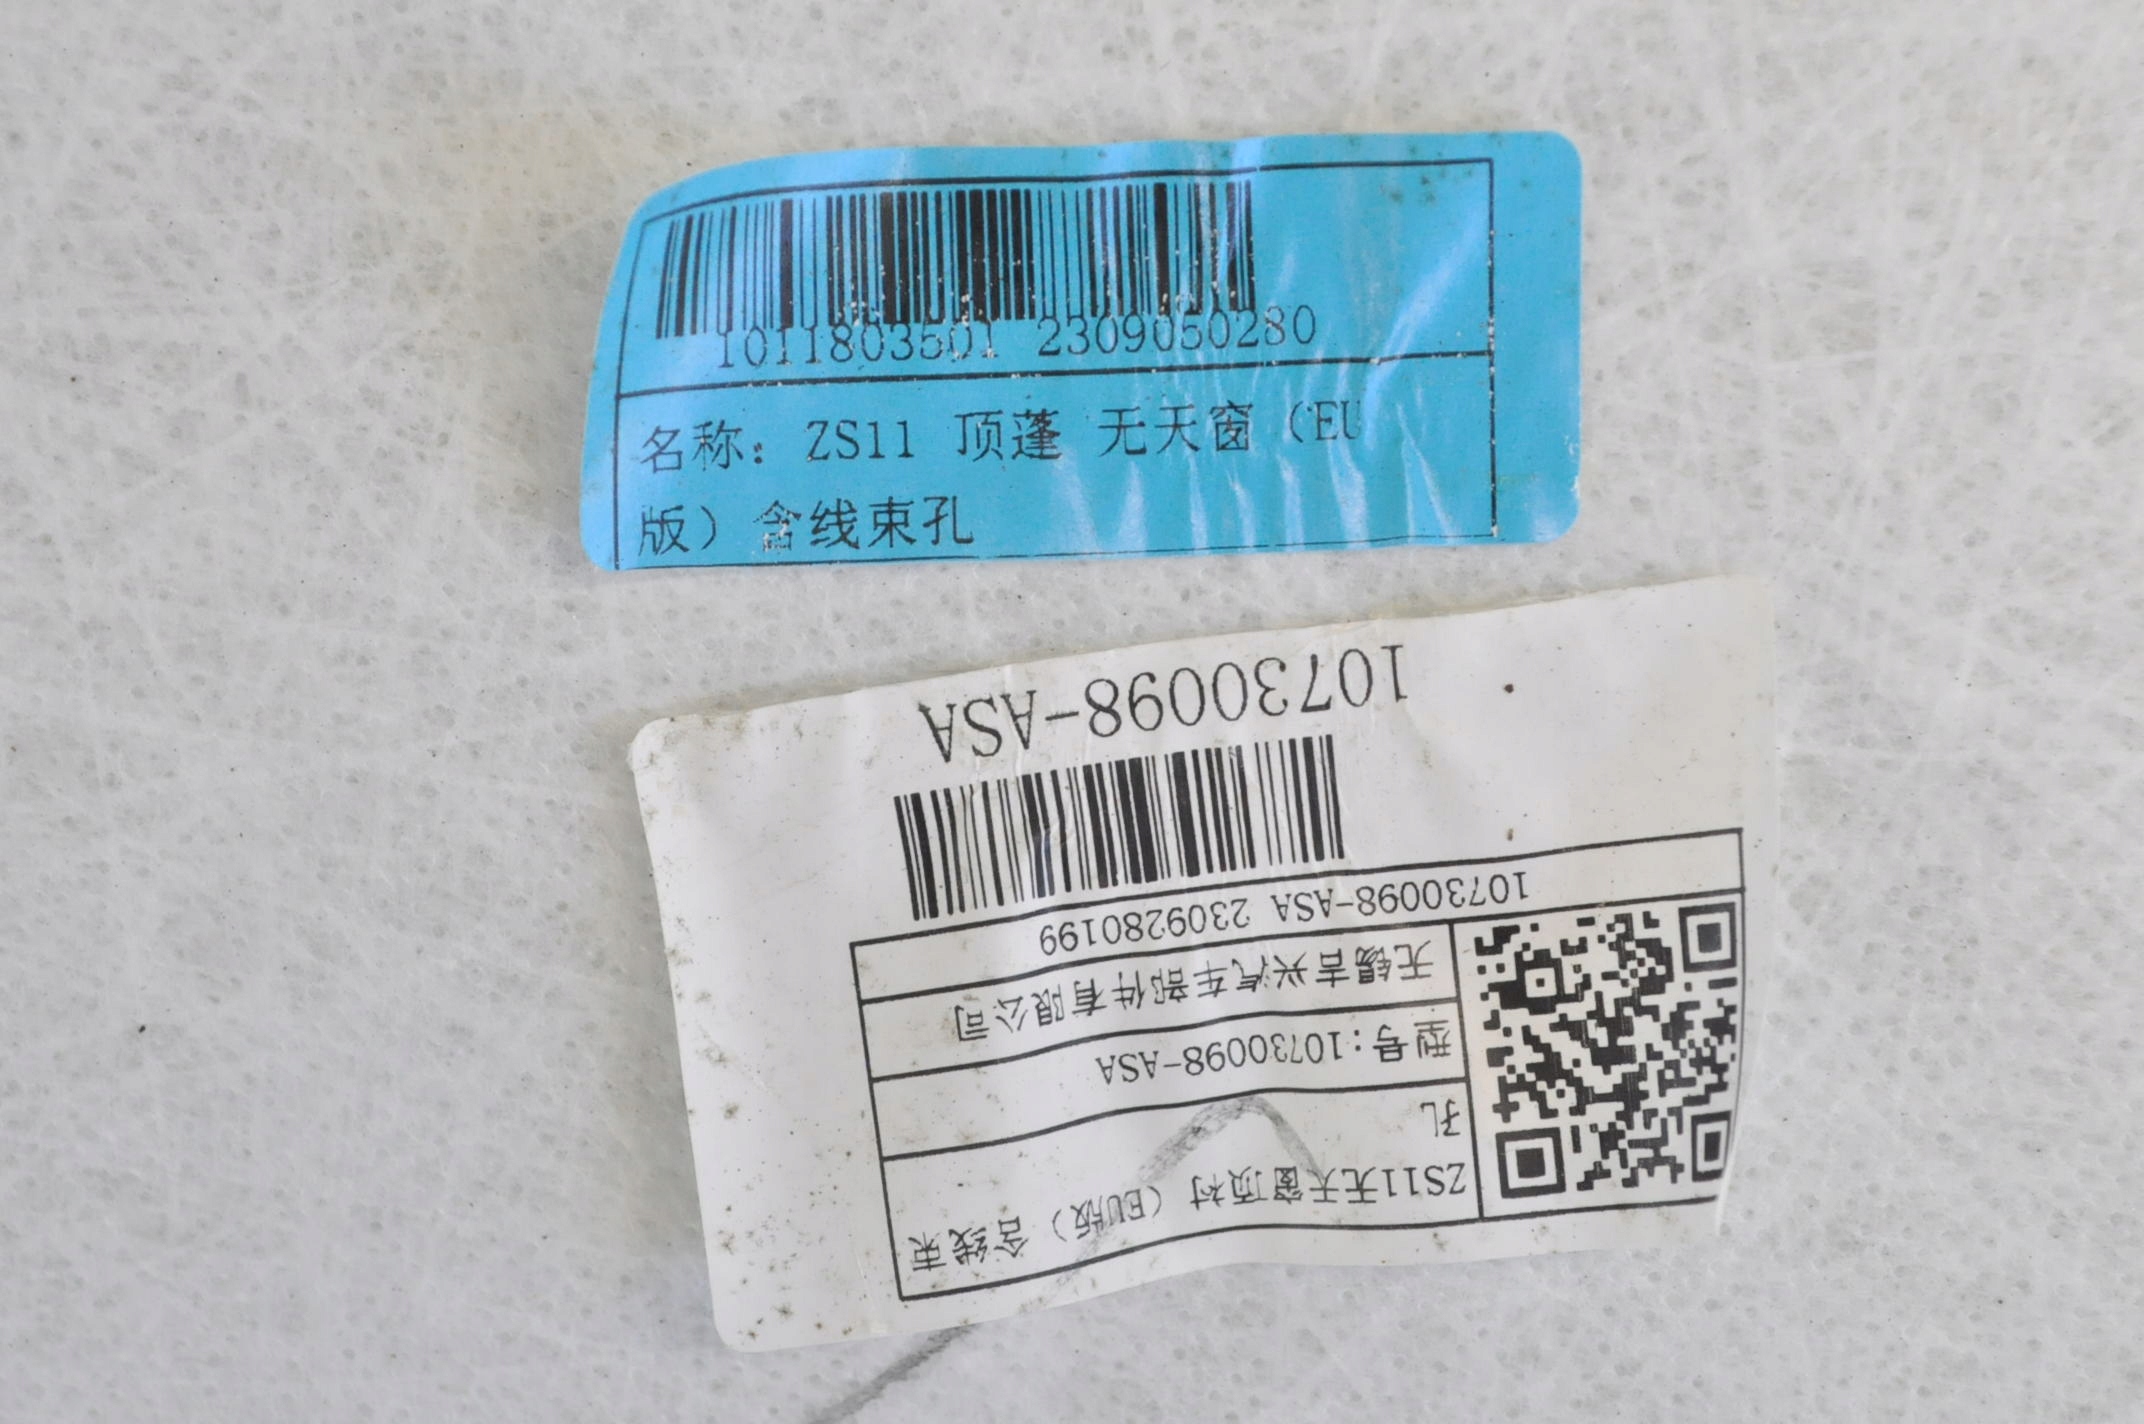 1011803501 2309050280
名称：ZS11 顶蓬 无天窗（EU
版）含线束孔
10730098-ASA
10730098-ASA 2309280199
无锡吉兴汽车部件有限公司
型号：10730098-ASA
ZS11无天窗顶衬（EU版）含线束
孔